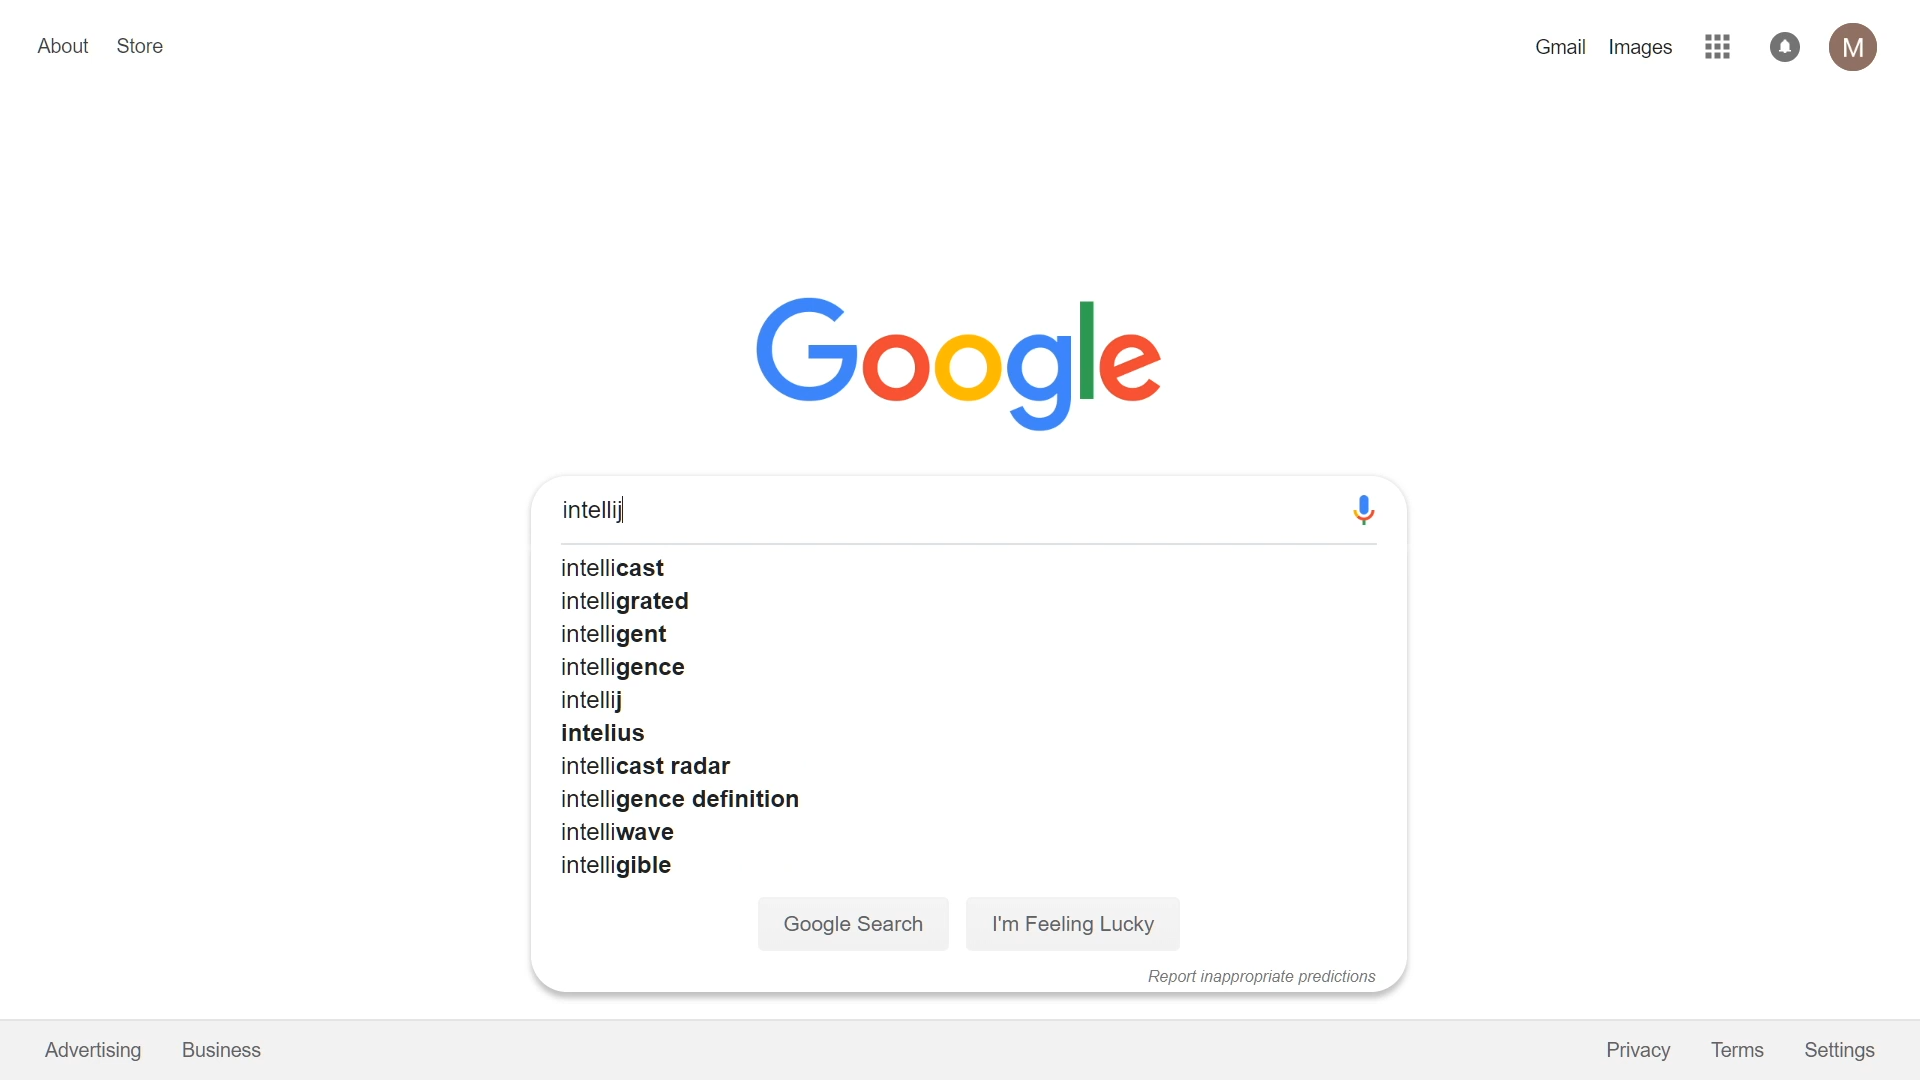 About Store
Gmail Images M
Google
intellij
intellicast
intelligrated
intelligent
intelligence
intellij
intelius
intellicast radar
intelligence definition
intelliwave
intelligible
Google Search I'm Feeling Lucky
Report inappropriate predictions
Advertising Business
Privacy Terms Settings